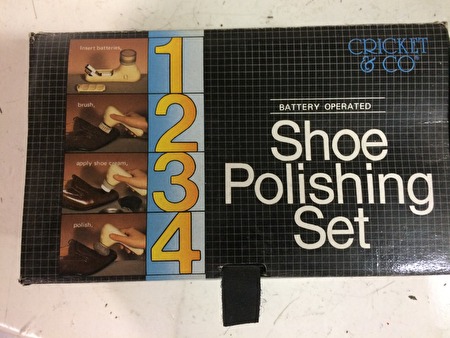 insert batteries,
1
brush,
2
apply shoe cream,
3
polish.
4
CRICKET
& CO
BATTERY OPERATED
Shoe
Polishing
Set